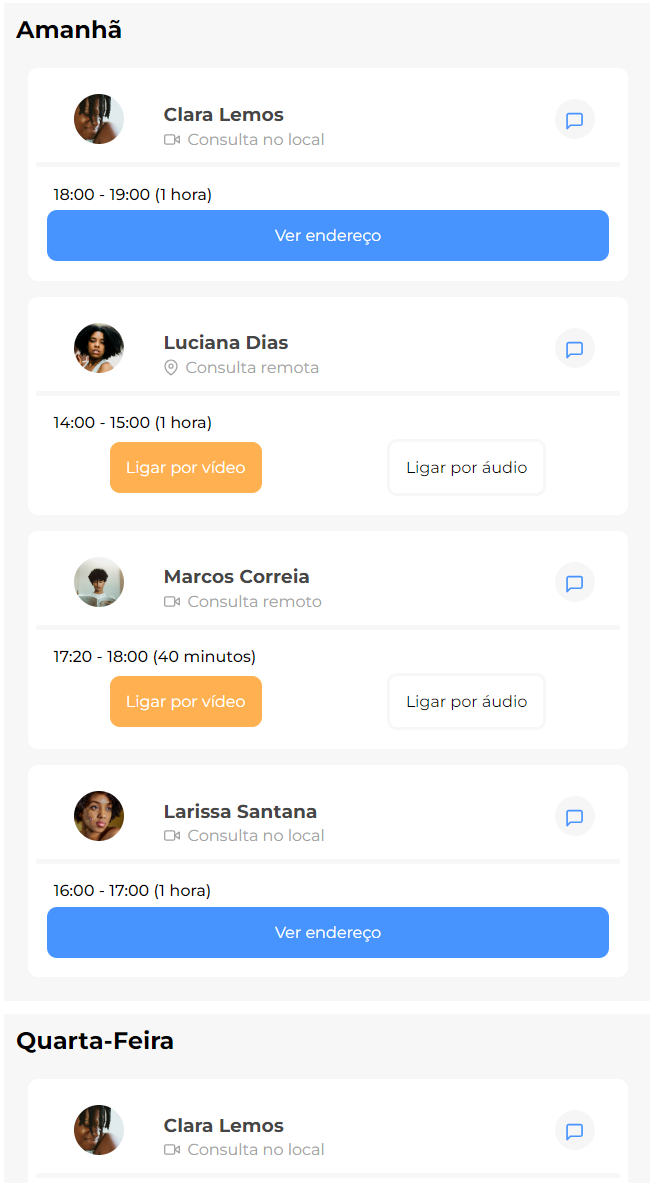 Amanhã
Clara Lemos
Consulta no local
18:00 - 19:00 (1 hora)
Ver endereço
Luciana Dias
Consulta remota
14:00 - 15:00 (1 hora)
Ligar por vídeo
Ligar por áudio
Marcos Correia
Consulta remoto
17:20 - 18:00 (40 minutos)
Ligar por vídeo
Ligar por áudio
Larissa Santana
Consulta no local
16:00 - 17:00 (1 hora)
Ver endereço
Quarta-Feira
Clara Lemos
Consulta no local